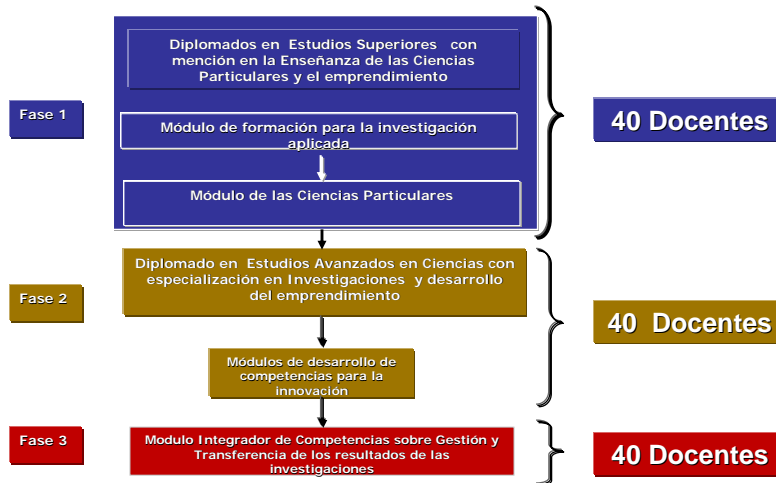 Diplomados en Estudios Superiores con
mención en la Enseñanza de las Ciencias
Particulares y el emprendimiento
Fase 1
Módulo de formación para la investigación
aplicada
40 Docentes
Módulo de las Ciencias Particulares
Diplomado en Estudios Avanzados en Ciencias con
especialización en Investigaciones y desarrollo
del emprendimiento
Fase 2
40 Docentes
Módulos de desarrollo de
competencias para la
innovación
Fase 3
Modulo Integrador de Competencias sobre Gestión y
Transferencia de los resultados de las
investigaciones
40 Docentes